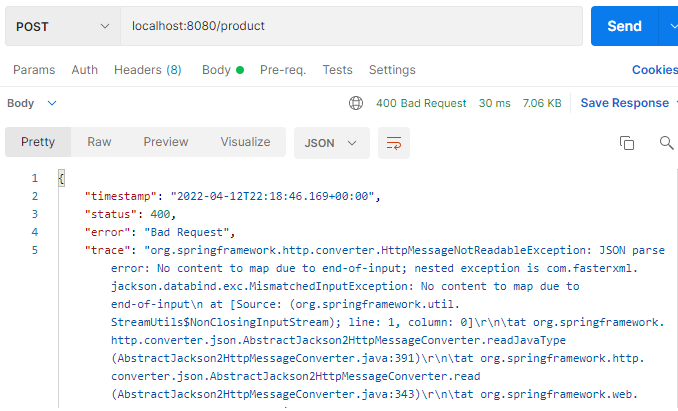 POST localhost:8080/product Send
Params Auth Headers (8) Body Pre-req. Tests Settings Cookies
Body 400 Bad Request 30 ms 7.06 KB Save Response
Pretty Raw Preview Visualize JSON
1 {
2 "timestamp": "2022-04-12T22:18:46.169+00:00",
3 "status": 400,
4 "error": "Bad Request",
5 "trace": "org.springframework.http.converter.HttpMessageNotReadableException: JSON parse
error: No content to map due to end-of-input; nested exception is com.fasterxml.
jackson.databind.exc.MismatchedInputException: No content to map due to
end-of-input\n at [Source: (org.springframework.util.
StreamUtils$NonClosingInputStream); line: 1, column: 0]\r\n\tat org.springframework.
http.converter.json.AbstractJackson2HttpMessageConverter.readJavaType
(AbstractJackson2HttpMessageConverter.java:391)\r\n\tat org.springframework.http.
converter.json.AbstractJackson2HttpMessageConverter.read
(AbstractJackson2HttpMessageConverter.java:343)\r\n\tat org.springframework.web.